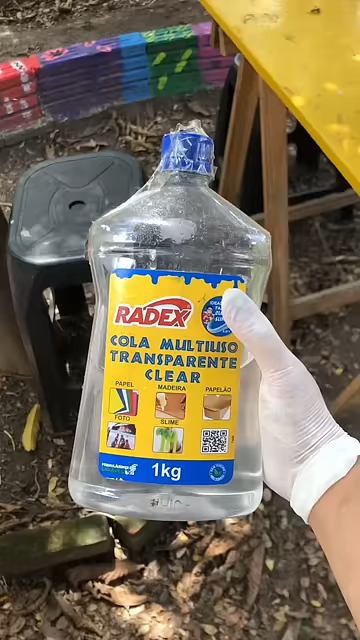 RADEX
COLA MULTIUSO
TRANSPARENTE
CLEAR
PAPEL
MADEIRA
PAPELÃO
FOTO
SLIME
1kg